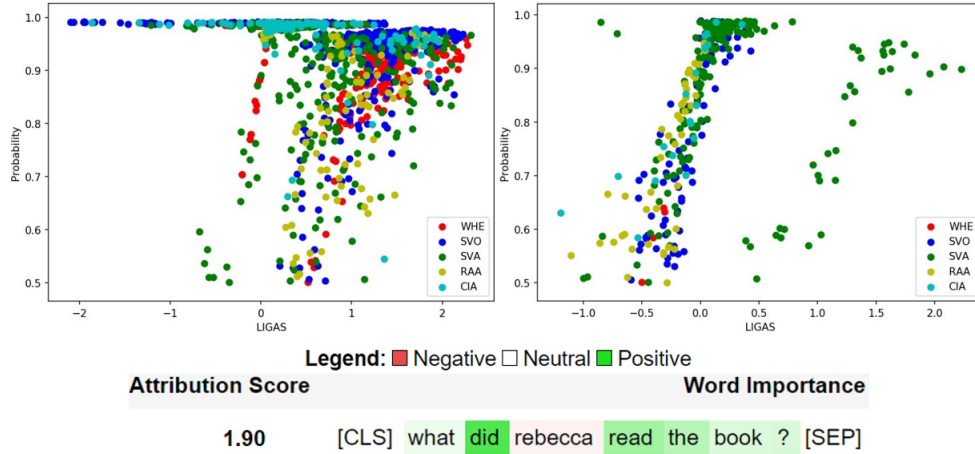 1.0
0.9
0.8
0.7
0.6
0.5
Probability
−2
−1
0
1
2
LIGAS
WHE
SVO
SVA
RAA
CIA
1.0
0.9
0.8
0.7
0.6
0.5
Probability
-1.0
-0.5
0.0
0.5
1.0
1.5
2.0
LIGAS
WHE
SVO
SVA
RAA
CIA
Legend: Negative Neutral Positive
Attribution Score Word Importance
1.90 [CLS] what did rebecca read the book ? [SEP]